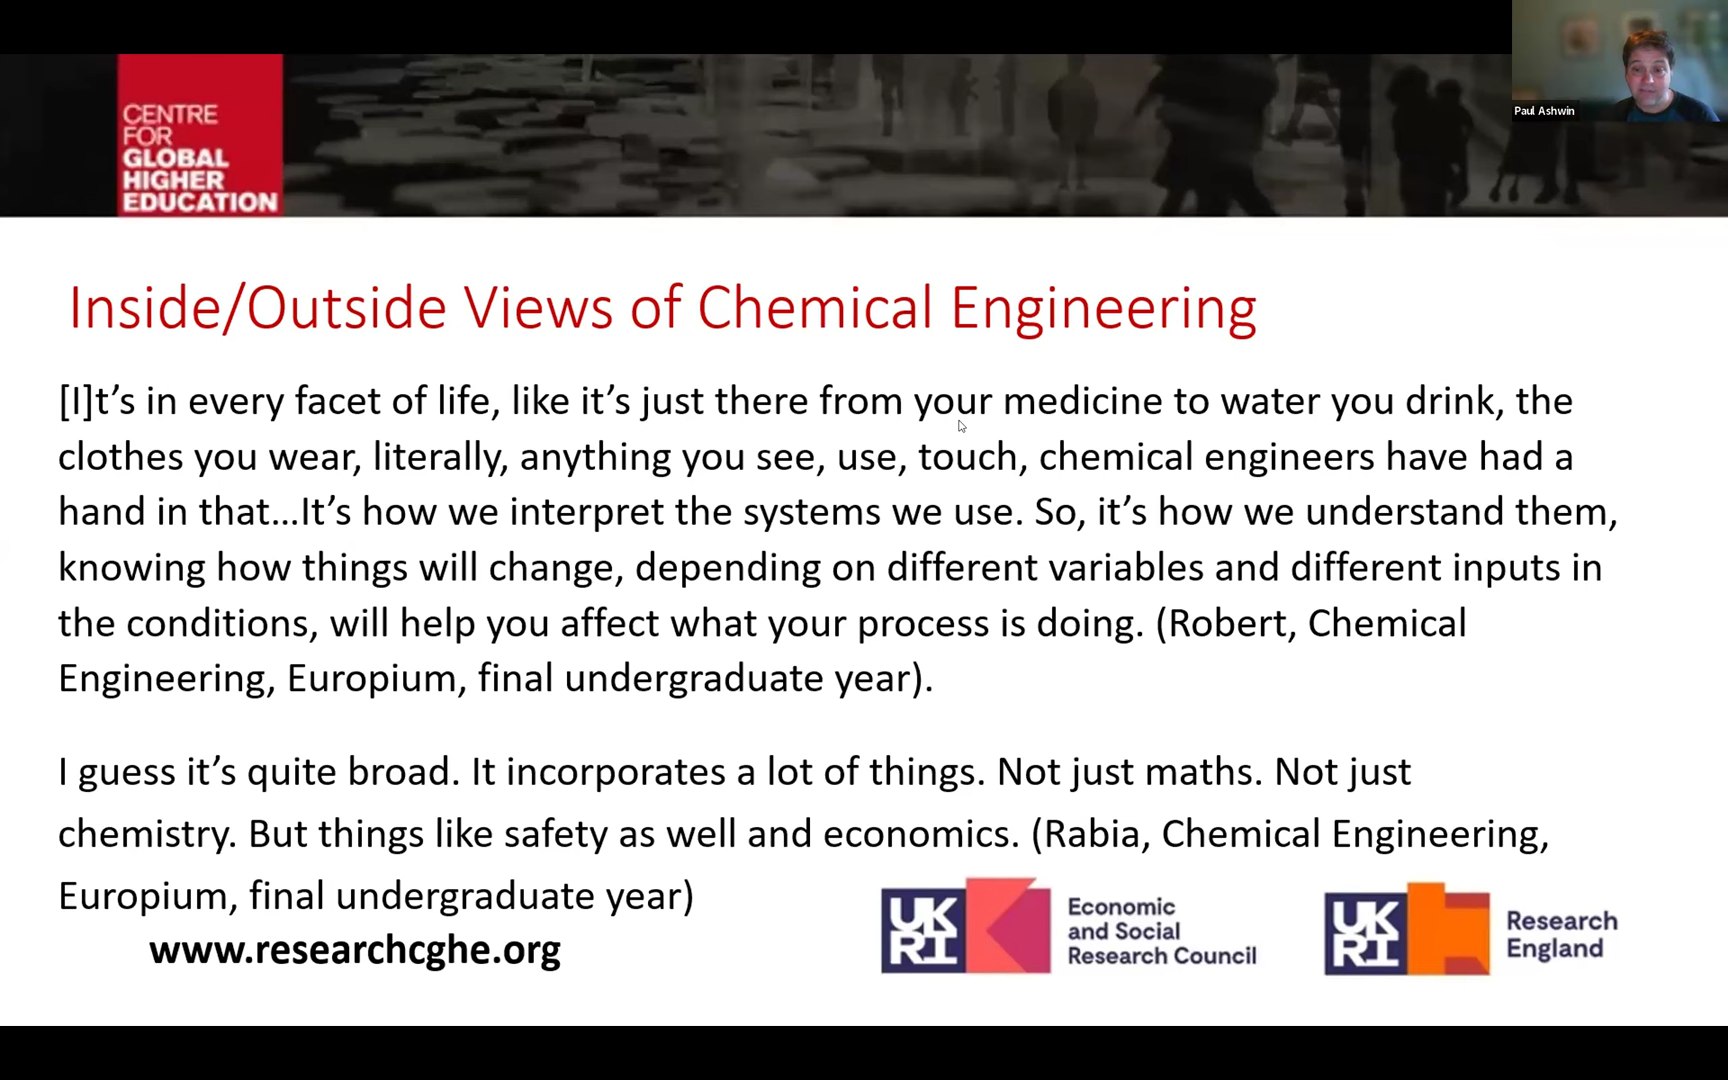 CENTRE
FOR
GLOBAL
HIGHER
EDUCATION
Paul Ashwin
Inside/Outside Views of Chemical Engineering
[I]t’s in every facet of life, like it’s just there from your medicine to water you drink, the
clothes you wear, literally, anything you see, use, touch, chemical engineers have had a
hand in that…It’s how we interpret the systems we use. So, it’s how we understand them,
knowing how things will change, depending on different variables and different inputs in
the conditions, will help you affect what your process is doing. (Robert, Chemical
Engineering, Europium, final undergraduate year).
I guess it’s quite broad. It incorporates a lot of things. Not just maths. Not just
chemistry. But things like safety as well and economics. (Rabia, Chemical Engineering,
Europium, final undergraduate year)
www.researchcghe.org
UK
RI
Economic
and Social
Research Council
UK
RI
Research
England